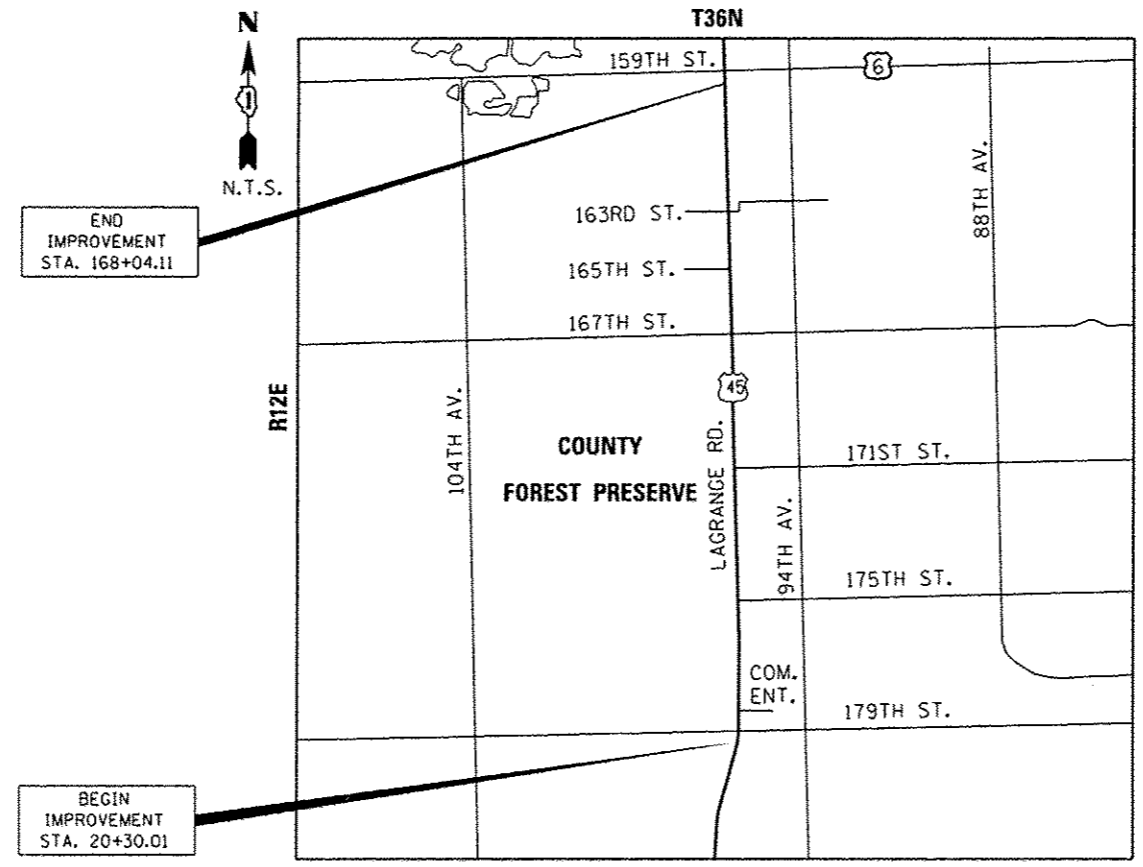 T36N
N
1
N.T.S.
159TH ST.
6
END
IMPROVEMENT
STA. 168+04.11
163RD ST.
88TH AV.
165TH ST.
167TH ST.
R12E
45
104TH AV.
COUNTY
FOREST PRESERVE
LAGRANGE RD.
171ST ST.
94TH AV.
175TH ST.
COM.
ENT.
179TH ST.
BEGIN
IMPROVEMENT
STA. 20+30.01